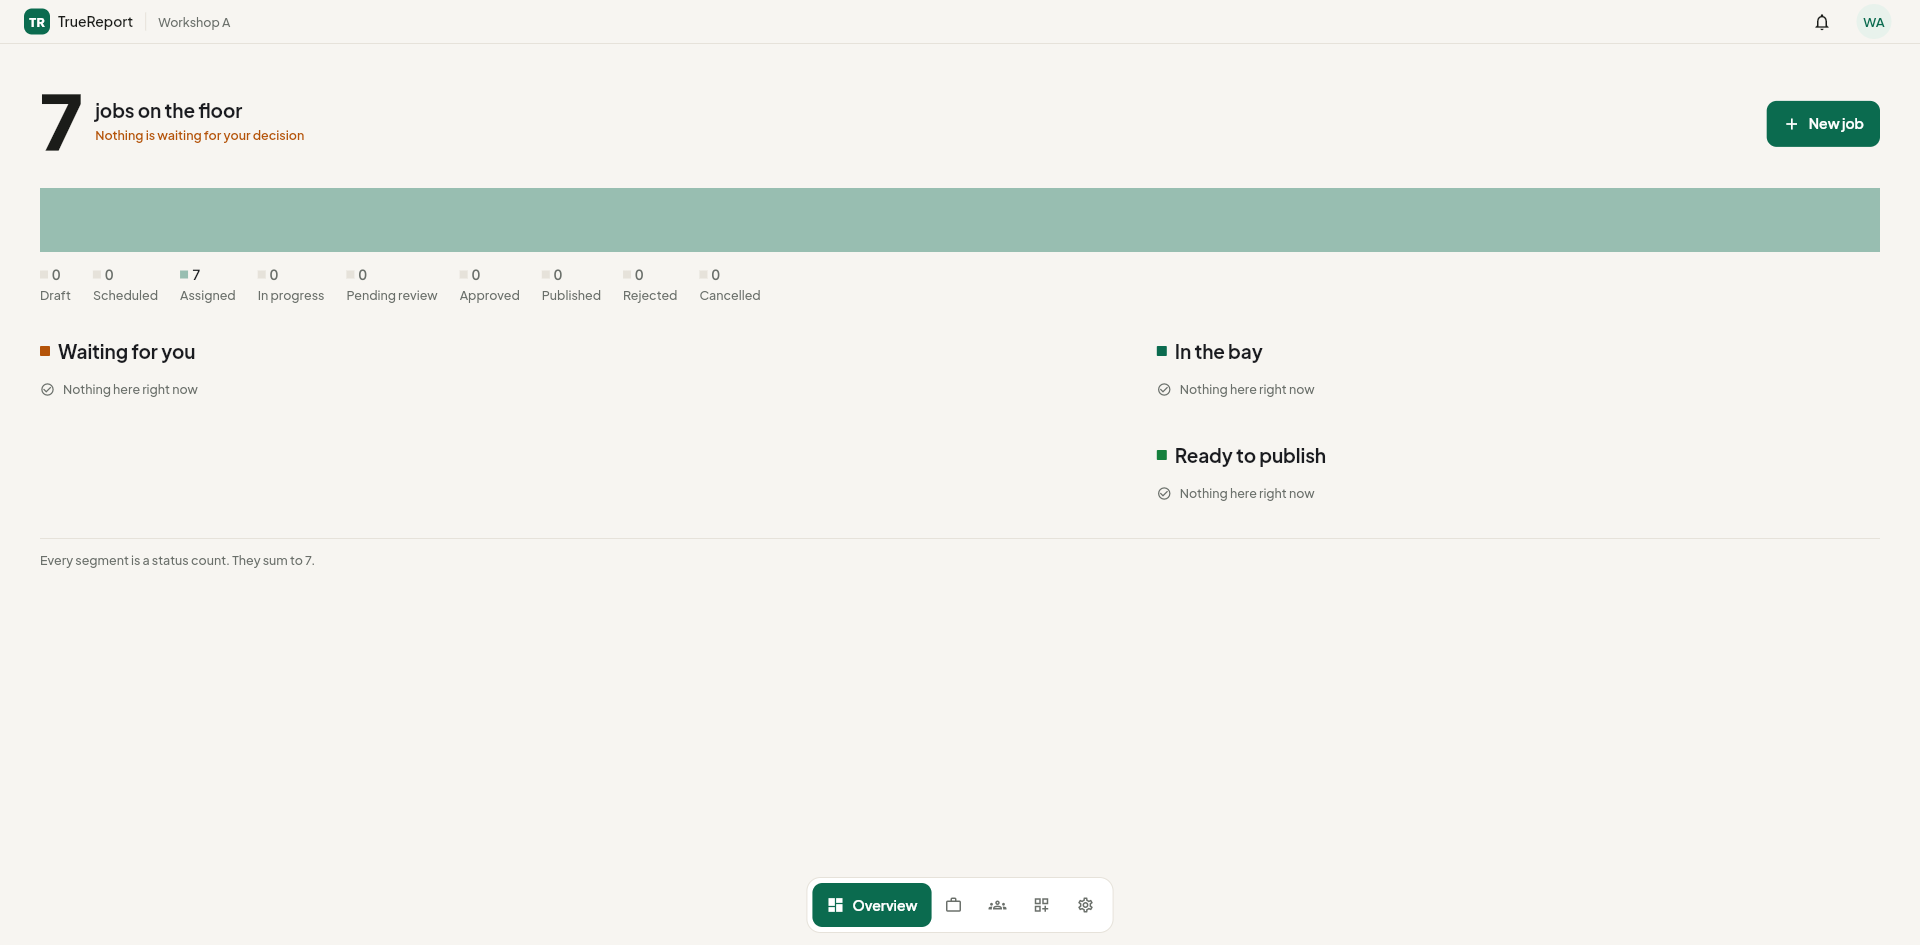 TR TrueReport Workshop A WA
7 jobs on the floor
Nothing is waiting for your decision
+ New job
0 0 7 0 0 0 0 0 0
Draft Scheduled Assigned In progress Pending review Approved Published Rejected Cancelled
Waiting for you
Nothing here right now
In the bay
Nothing here right now
Ready to publish
Nothing here right now
Every segment is a status count. They sum to 7.
Overview